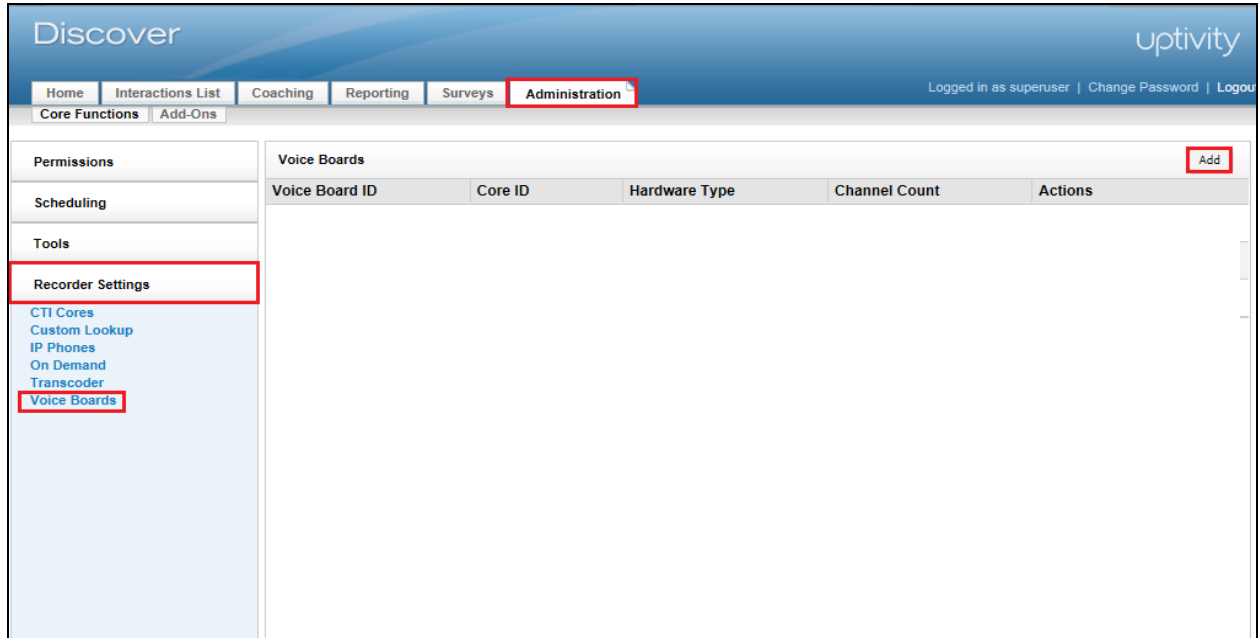 Discover
uptivity
Home Interactions List Coaching Reporting Surveys Administration Logged in as superuser | Change Password | Logou
Core Functions Add-Ons
Permissions
Voice Boards Add
Voice Board ID Core ID Hardware Type Channel Count Actions
Scheduling
Tools
Recorder Settings
CTI Cores
Custom Lookup
IP Phones
On Demand
Transcoder
Voice Boards